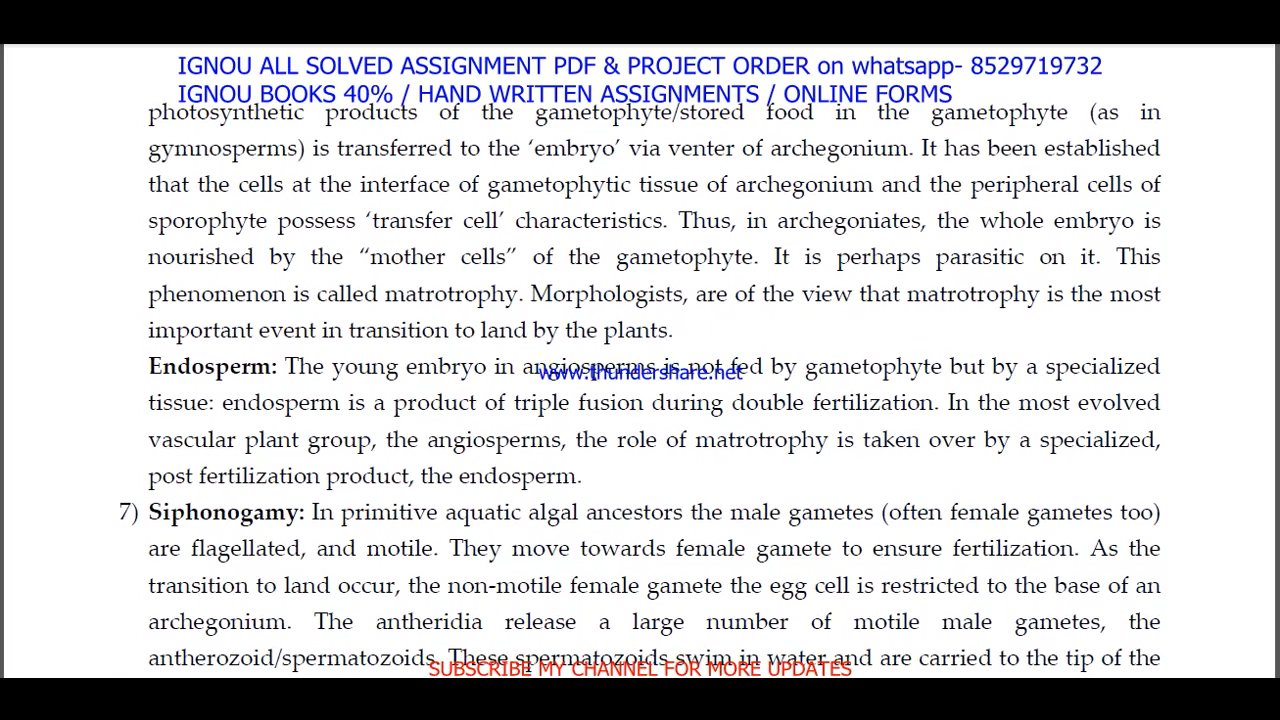 IGNOU ALL SOLVED ASSIGNMENT PDF & PROJECT ORDER on whatsapp- 8529719732
IGNOU BOOKS 40% / HAND WRITTEN ASSIGNMENTS / ONLINE FORMS
photosynthetic products of the gametophyte/stored food in the gametophyte (as in
gymnosperms) is transferred to the ‘embryo’ via venter of archegonium. It has been established
that the cells at the interface of gametophytic tissue of archegonium and the peripheral cells of
sporophyte possess ‘transfer cell’ characteristics. Thus, in archegoniates, the whole embryo is
nourished by the “mother cells” of the gametophyte. It is perhaps parasitic on it. This
phenomenon is called matrotrophy. Morphologists, are of the view that matrotrophy is the most
important event in transition to land by the plants.
Endosperm: The young embryo in angiosperms is not fed by gametophyte but by a specialized
www.thundershare.net
tissue: endosperm is a product of triple fusion during double fertilization. In the most evolved
vascular plant group, the angiosperms, the role of matrotrophy is taken over by a specialized,
post fertilization product, the endosperm.
7) Siphonogamy: In primitive aquatic algal ancestors the male gametes (often female gametes too)
are flagellated, and motile. They move towards female gamete to ensure fertilization. As the
transition to land occur, the non-motile female gamete the egg cell is restricted to the base of an
archegonium. The antheridia release a large number of motile male gametes, the
antherozoid/spermatozoids. These spermatozoids swim in water and are carried to the tip of the
SUBSCRIBE MY CHANNEL FOR MORE UPDATES